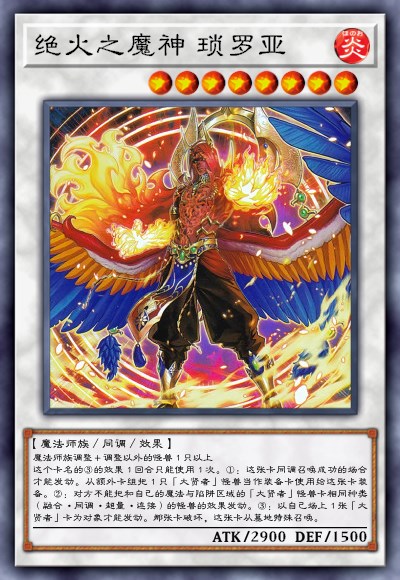 绝火之魔神 琐罗亚
ほのお
炎
【魔法师族／同调／效果】
魔法师族调整＋调整以外的怪兽1只以上
这个卡名的③的效果1回合只能使用1次。①：这张卡同调召唤成功的场合
才能发动。从额外卡组把1只「大贤者」怪兽当作装备卡使用给这张卡装
备。②：对方不能把和自己的魔法与陷阱区域的「大贤者」怪兽卡相同种类
（融合·同调·超量·连接）的怪兽的效果发动。③：以自己场上1张「大
贤者」卡为对象才能发动。那张卡破坏，这张卡从墓地特殊召唤。
ATK/2900 DEF/1500